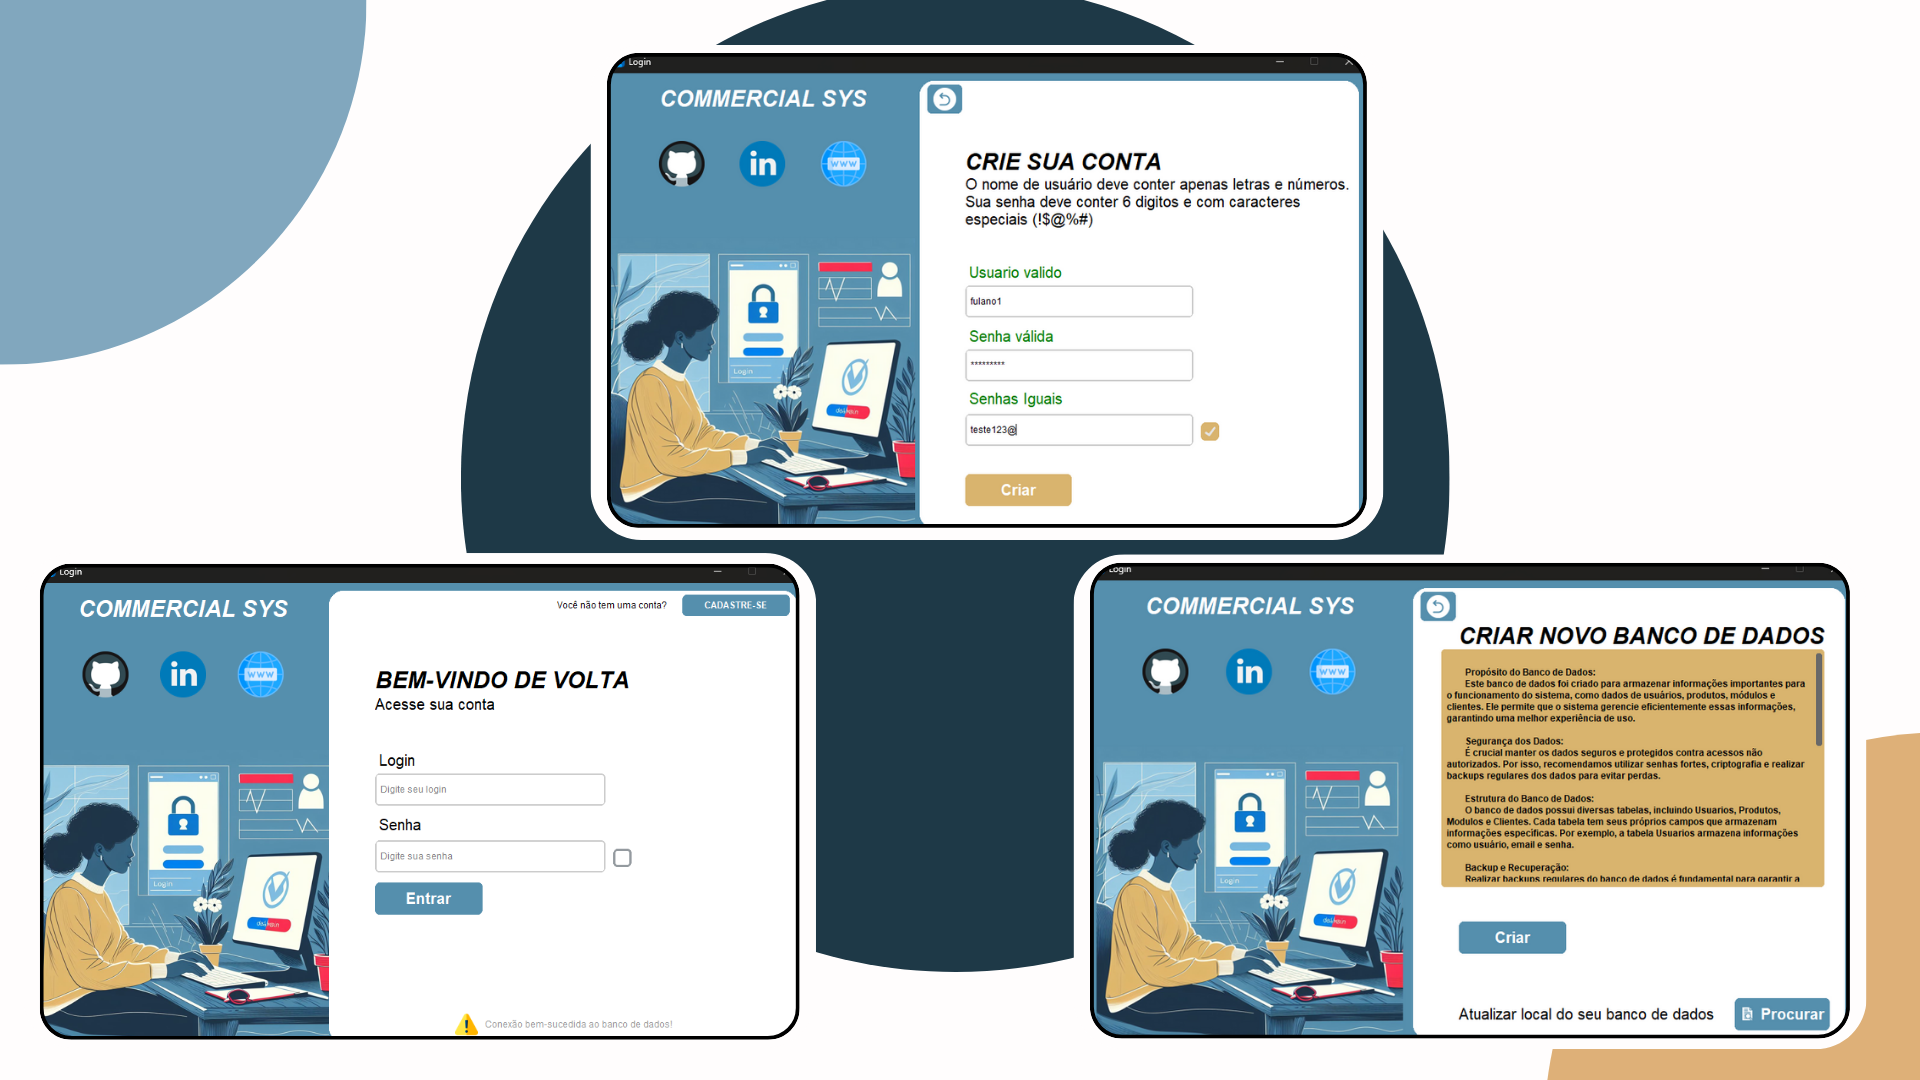 Login
COMMERCIAL SYS
in
WWW
CRIE SUA CONTA
O nome de usuário deve conter apenas letras e números.
Sua senha deve conter 6 digitos e com caracteres
especiais (!$@%#)
Usuario valido
fulano1
Senha válida
*********
Senhas Iguais
teste123@
Criar
Login
Login
COMMERCIAL SYS
in
WWW
Você não tem uma conta?
CADASTRE-SE
BEM-VINDO DE VOLTA
Acesse sua conta
Login
Digite seu login
Senha
Digite sua senha
Entrar
Login
Conexão bem-sucedida ao banco de dados!
Login
COMMERCIAL SYS
in
WWW
CRIAR NOVO BANCO DE DADOS
Propósito do Banco de Dados:
Este banco de dados foi criado para armazenar informações importantes para
o funcionamento do sistema, como dados de usuários, produtos, módulos e
clientes. Ele permite que o sistema gerencie eficientemente essas informações,
garantindo uma melhor experiência de uso.
Segurança dos Dados:
É crucial manter os dados seguros e protegidos contra acessos não
autorizados. Por isso, recomendamos utilizar senhas fortes, criptografia e realizar
backups regulares dos dados para evitar perdas.
Estrutura do Banco de Dados:
O banco de dados possui diversas tabelas, incluindo Usuarios, Produtos,
Modulos e Clientes. Cada tabela tem seus próprios campos que armazenam
informações específicas. Por exemplo, a tabela Usuarios armazena informações
como usuário, email e senha.
Backup e Recuperação:
Realizar backups regulares do banco de dados é fundamental para garantir a
Criar
Login
Atualizar local do seu banco de dados
Procurar